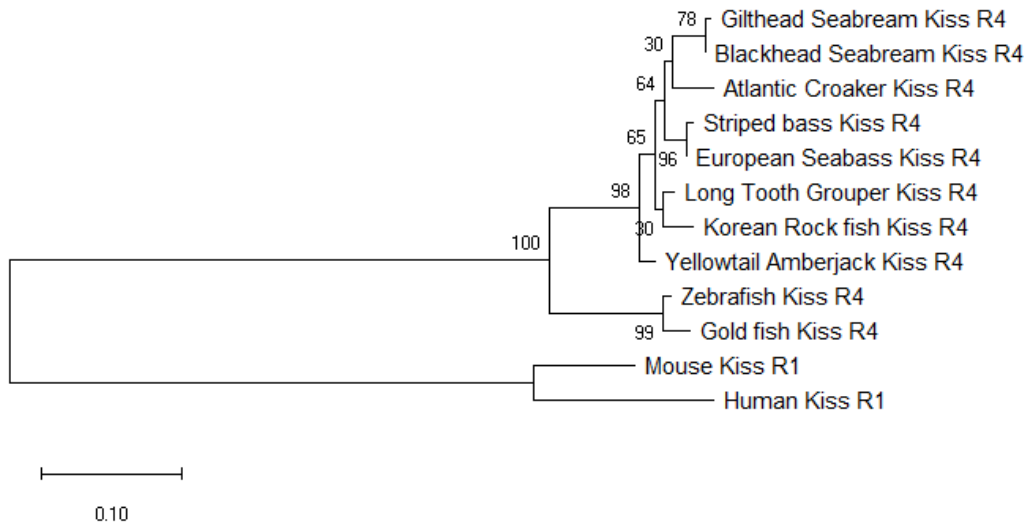 78
Gilthead Seabream Kiss R4
30
Blackhead Seabream Kiss R4
64
Atlantic Croaker Kiss R4
Striped bass Kiss R4
65
96
European Seabass Kiss R4
98
Long Tooth Grouper Kiss R4
30
Korean Rock fish Kiss R4
100
Yellowtail Amberjack Kiss R4
Zebrafish Kiss R4
99
Gold fish Kiss R4
Mouse Kiss R1
Human Kiss R1
0.10